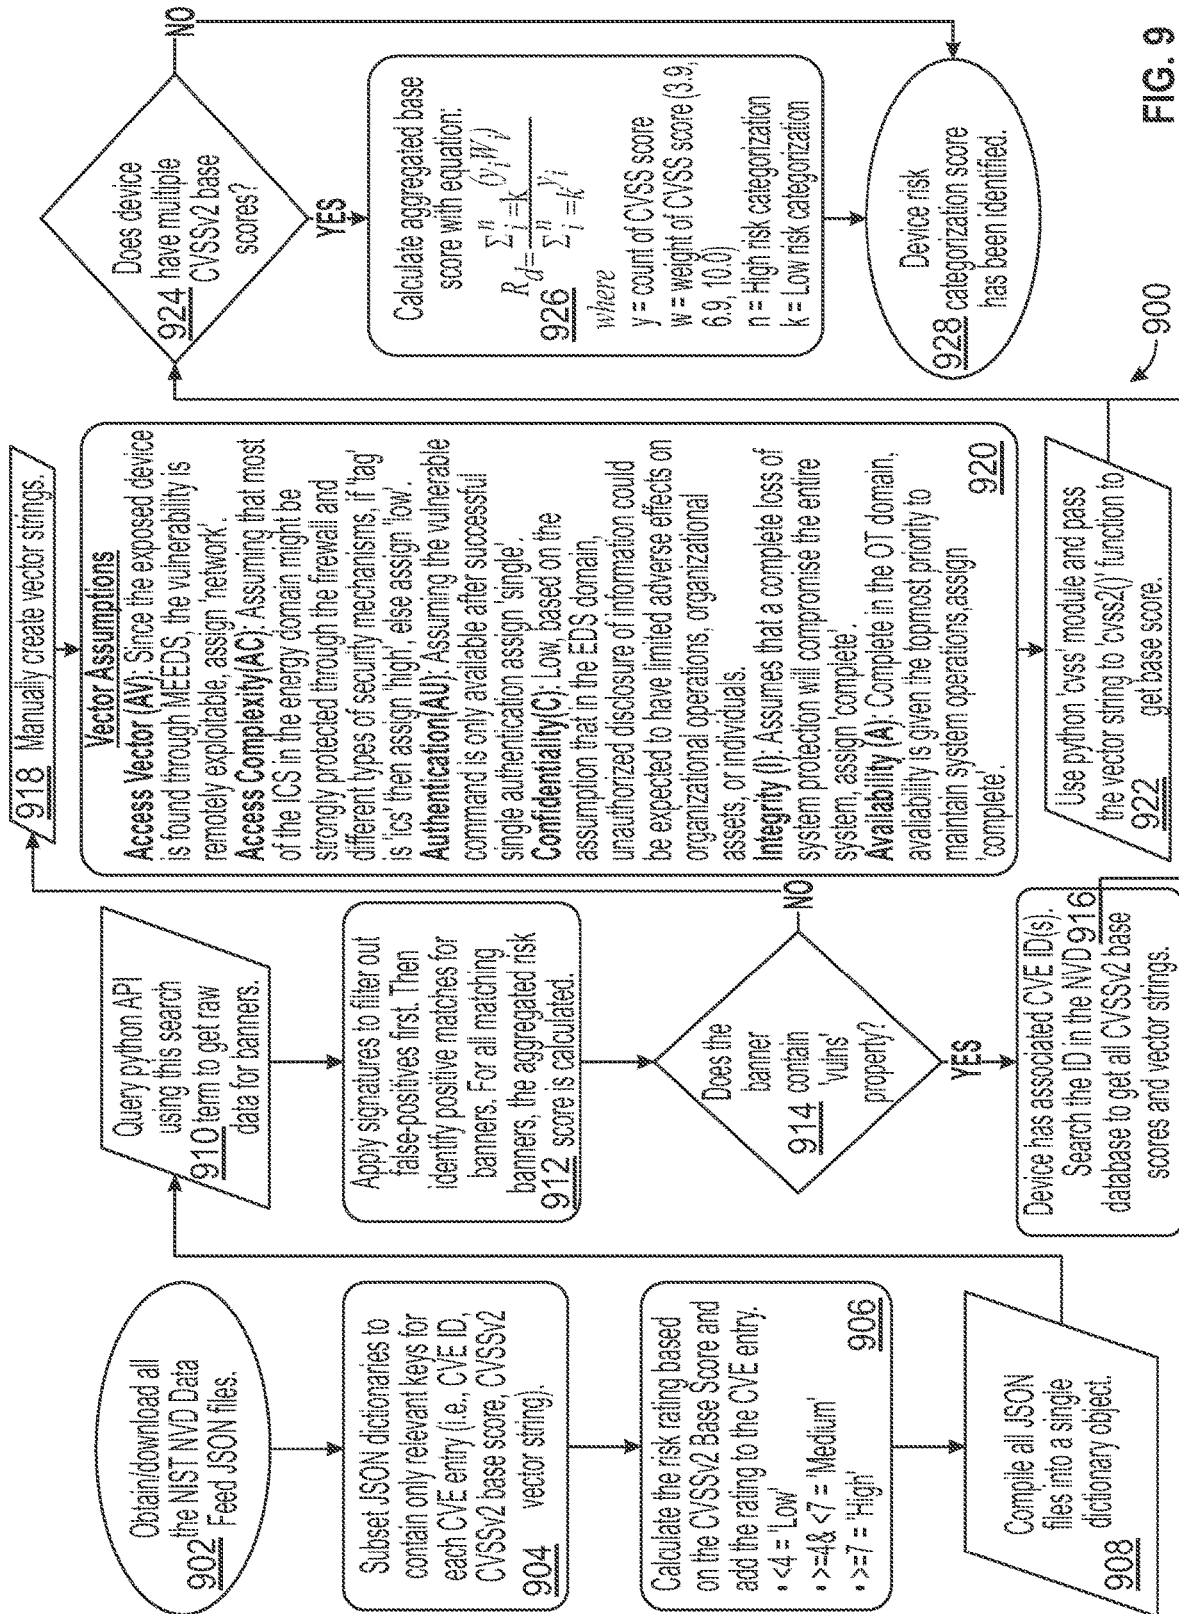 Obtain/download all
the NIST NVD Data
902 Feed JSON files.
Subset JSON dictionaries to
contain only relevant keys for
each CVE entry (i.e., CVE ID,
CVSSv2 base score, CVSSv2
904 vector string).
Calculate the risk rating based
on the CVSSv2 Base Score and
add the rating to the CVE entry.
• <4 = 'Low'
• >=4& <7 = 'Medium'
• >=7 = 'High'
906
Compile all JSON
files into a single
dictionary object.
908
Query python API
using this search
910 term to get raw
data for banners.
Apply signatures to filter out
false-positives first. Then
identify positive matches for
banners. For all matching
banners, the aggregated risk
912 score is calculated.
Does the
banner
914 contain
'vulns'
property?
NO
YES
Device has associated CVE ID(s).
Search the ID in the NVD 916
database to get all CVSSv2 base
scores and vector strings.
918 Manually create vector strings.
Vector Assumptions
Access Vector (AV): Since the exposed device
is found through NEEDS, the vulnerability is
remotely exploitable, assign 'network'.
Access Complexity(AC): Assuming that most
of the ICS in the energy domain might be
strongly protected through the firewall and
different types of security mechanisms, if 'tag'
is 'ics' then assign 'high', else assign 'low'.
Authentication(AU): Assuming the vulnerable
command is only available after successful
single authentication assign 'single'.
Confidentiality(C): Low, based on the
assumption that in the EDS domain,
unauthorized disclosure of information could
be expected to have limited adverse effects on
organizational operations, organizational
assets, or individuals.
Integrity (I): Assumes that a complete loss of
system protection will compromise the entire
system, assign 'complete'.
Availability (A): Complete in the OT domain,
availability is given the topmost priority to
maintain system operations,assign
'complete'.
920
Use python 'cvss' module and pass
the vector string to 'cvss2()' function to
922 get base score.
Does device
924 have multiple
CVSSv2 base
scores?
NO
YES
Calculate aggregated base
score with equation:
R_d = Σ_i^n=k (y_i W_i) / Σ_i^n=k y_i
926
where
y = count of CVSS score
w = weight of CVSS score (3.9,
6.9, 10.0)
n = High risk categorization
k = Low risk categorization
Device risk
928 categorization score
has been identified.
900
FIG. 9